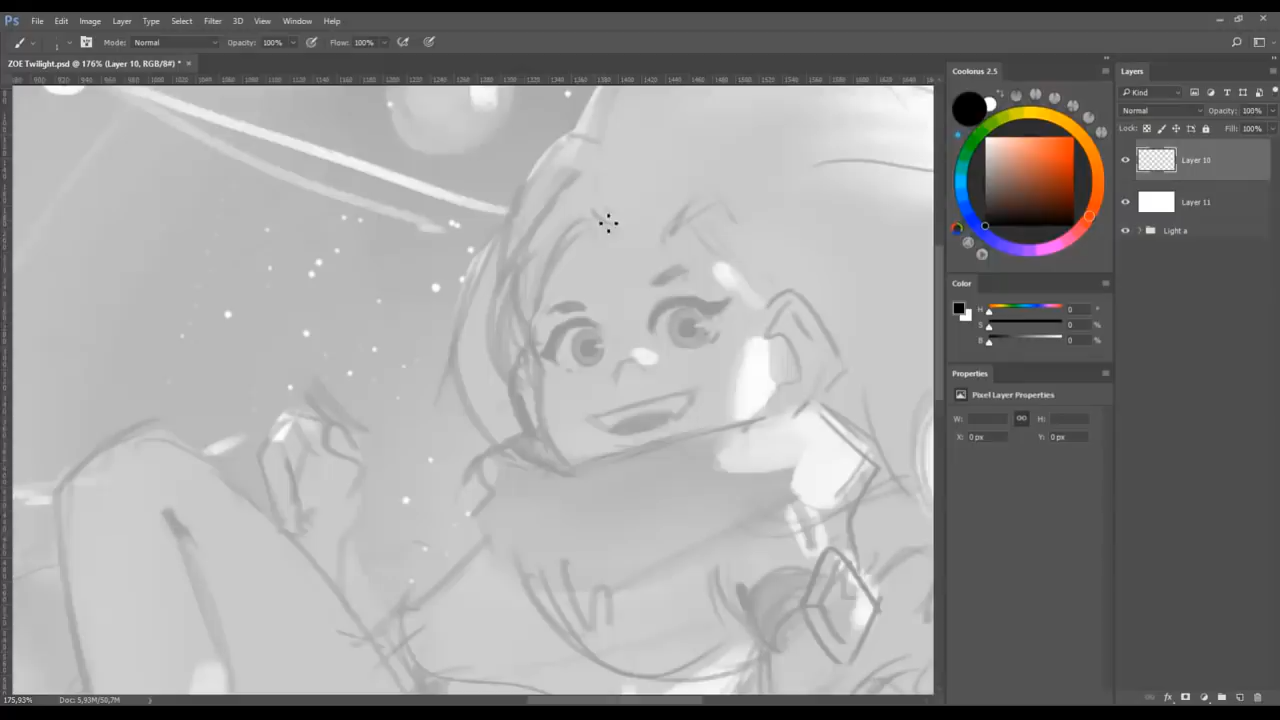 Ps File Edit Image Layer Type Select Filter 3D View Window Help
Mode: Normal Opacity: 100% Flow: 100%
ZOE Twilight.psd @ 176% (Layer 10, RGB/8#) * ×
Coolorus 2.5
Color
H 0 °
S 0 %
B 0 %
Properties
Pixel Layer Properties
W: H:
X: 0 px Y: 0 px
Layers
Kind
Normal Opacity: 100%
Lock: Fill: 100%
Layer 10
Layer 11
Light a
175,93% Doc: 5,93M/50,7M